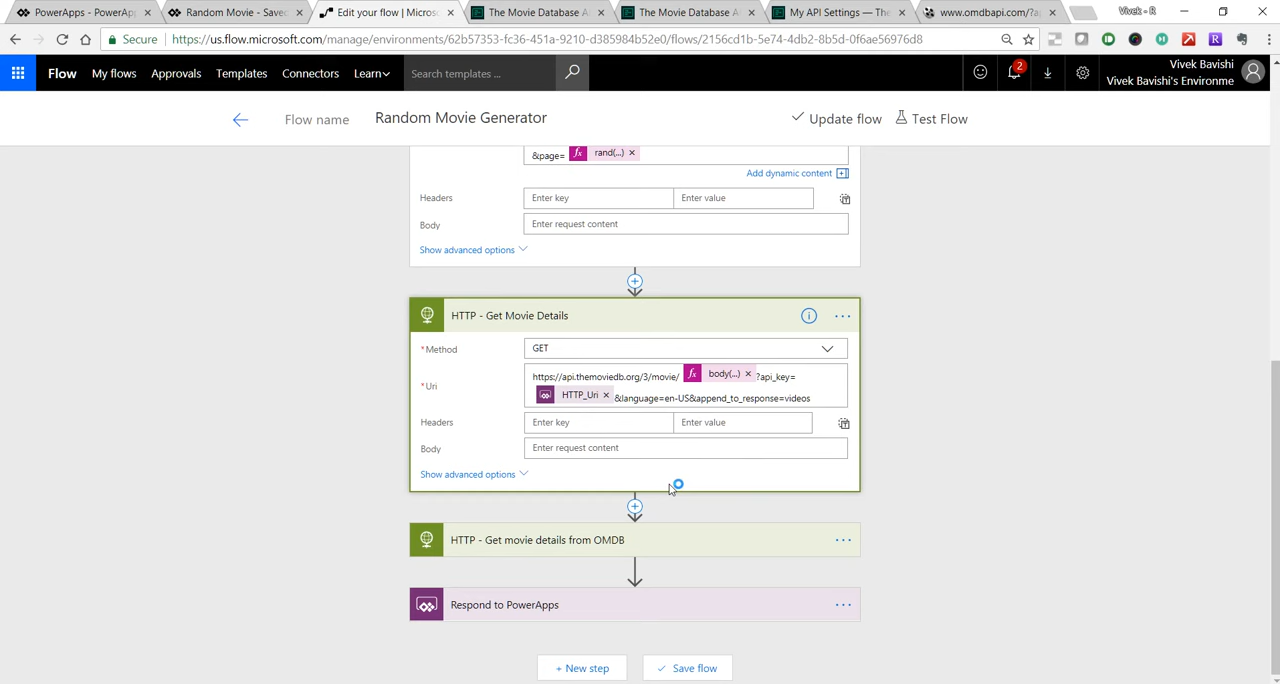 PowerApps - PowerApp
Random Movie - Saved
Edit your flow | Micros
The Movie Database A
The Movie Database A
My API Settings — The
www.omdbapi.com/?a
Vivek - R
Secure
https://us.flow.microsoft.com/manage/environments/62b57353-fc36-451a-9210-d385984b52e0/flows/2156cd1b-5e74-4db2-8b5d-0f6ae56976d8
Flow
My flows
Approvals
Templates
Connectors
Learn
Search templates ...
2
Vivek Bavishi
Vivek Bavishi's Environme
Flow name
Random Movie Generator
Update flow
Test Flow
&page= fx rand(...) ×
Add dynamic content
Headers
Enter key
Enter value
Body
Enter request content
Show advanced options
HTTP - Get Movie Details
*Method
GET
*Uri
https://api.themoviedb.org/3/movie/ fx body(...) × ?api_key=
HTTP_Uri × &language=en-US&append_to_response=videos
Headers
Enter key
Enter value
Body
Enter request content
Show advanced options
HTTP - Get movie details from OMDB
Respond to PowerApps
+ New step
Save flow